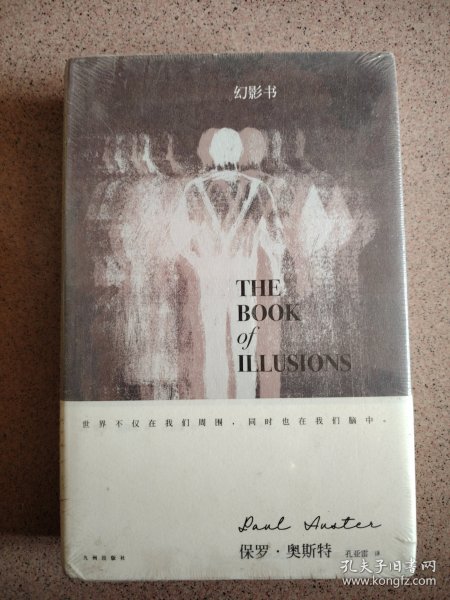 幻影书
THE
BOOK
of
ILLUSIONS
世界不仅在我们周围，同时也在我们脑中。
Paul Auster
保罗·奥斯特 孔亚雷 译
九州出版社
孔夫子旧书网
www.kongfz.com